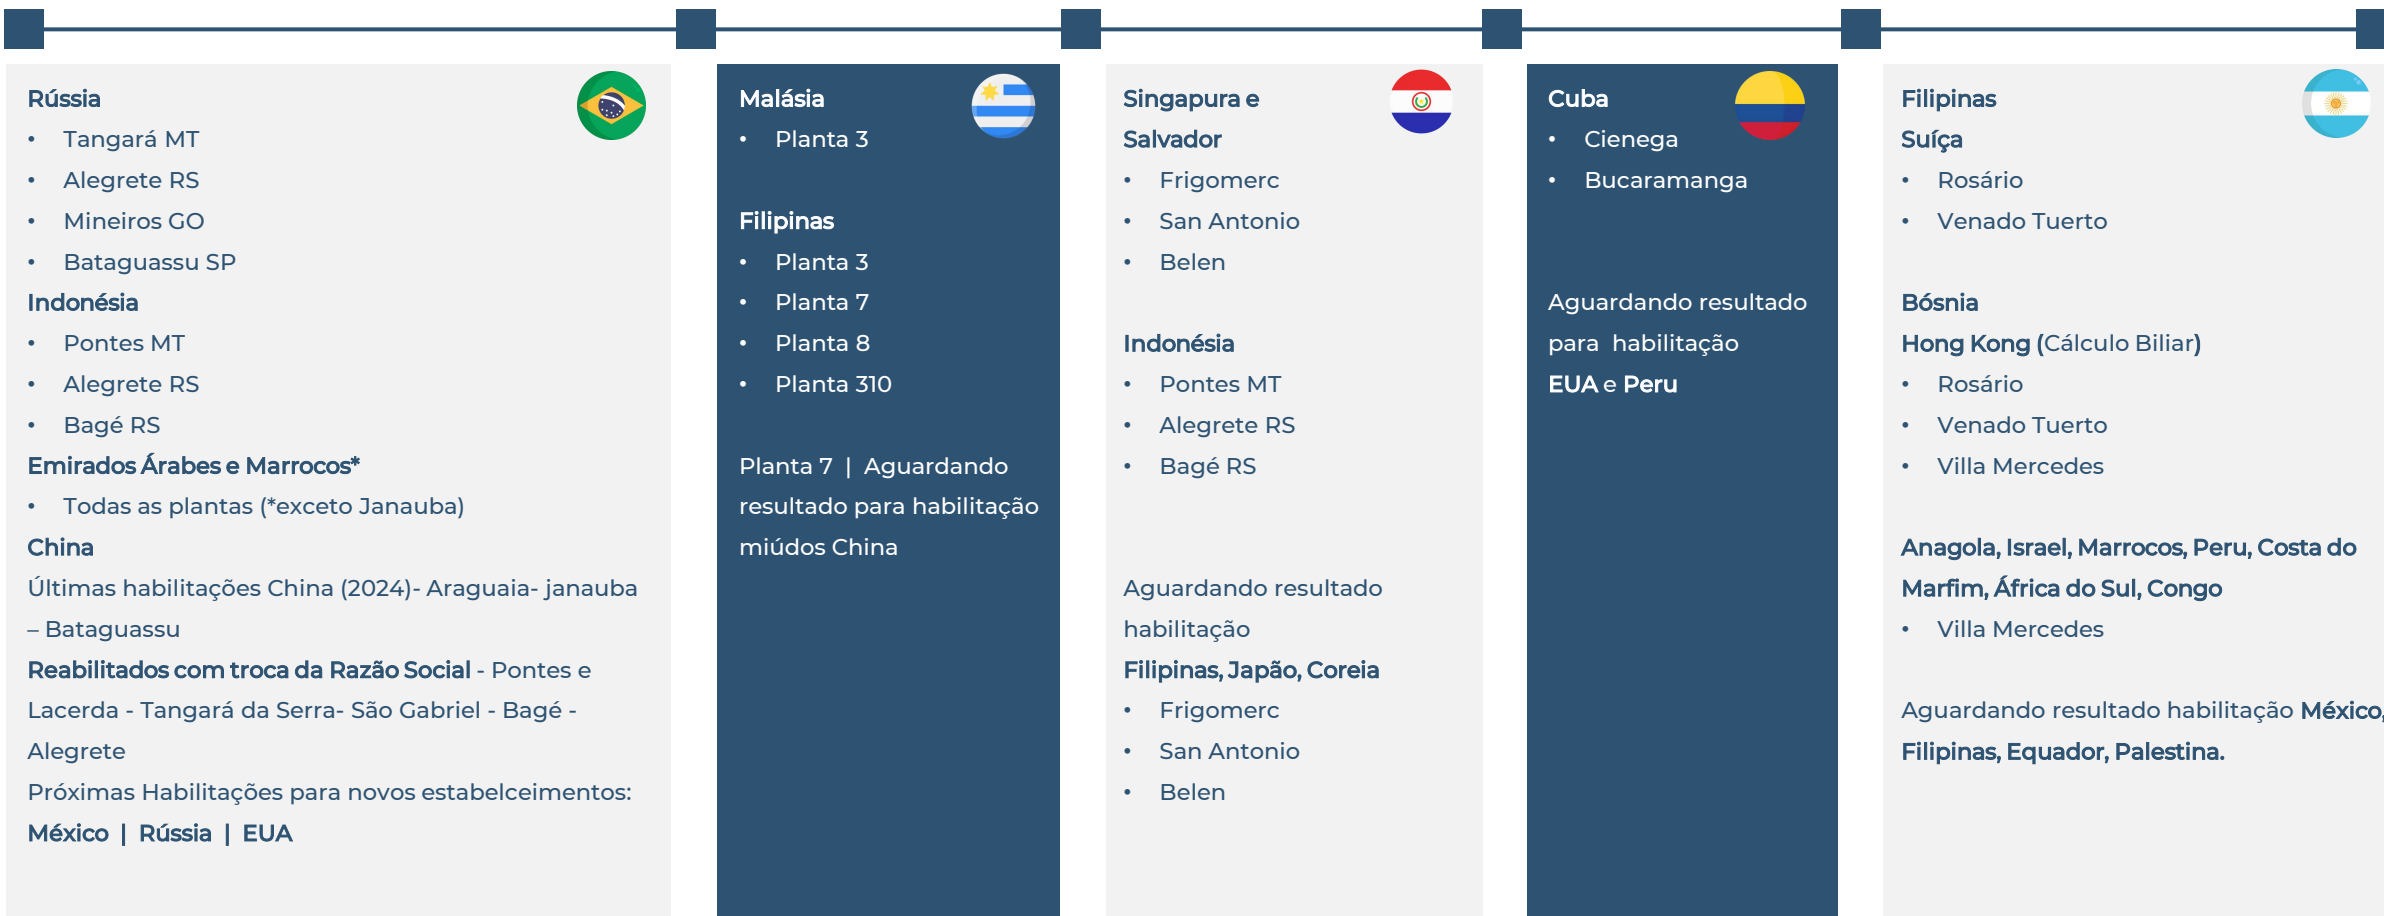 Rússia
• Tangará MT
• Alegrete RS
• Mineiros GO
• Bataguassu SP
Indonésia
• Pontes MT
• Alegrete RS
• Bagé RS
Emirados Árabes e Marrocos*
• Todas as plantas (*exceto Janauba)
China
Últimas habilitações China (2024)- Araguaia- janauba
– Bataguassu
Reabilitados com troca da Razão Social - Pontes e
Lacerda - Tangará da Serra- São Gabriel - Bagé -
Alegrete
Próximas Habilitações para novos estabelceimentos:
México | Rússia | EUA
Malásia
• Planta 3
Filipinas
• Planta 3
• Planta 7
• Planta 8
• Planta 310
Planta 7 | Aguardando
resultado para habilitação
miúdos China
Singapura e
Salvador
• Frigomerc
• San Antonio
• Belen
Indonésia
• Pontes MT
• Alegrete RS
• Bagé RS
Aguardando resultado
habilitação
Filipinas, Japão, Coreia
• Frigomerc
• San Antonio
• Belen
Cuba
• Cienega
• Bucaramanga
Aguardando resultado
para habilitação
EUA e Peru
Filipinas
Suíça
• Rosário
• Venado Tuerto
Bósnia
Hong Kong (Cálculo Biliar)
• Rosário
• Venado Tuerto
• Villa Mercedes
Anagola, Israel, Marrocos, Peru, Costa do
Marfim, África do Sul, Congo
• Villa Mercedes
Aguardando resultado habilitação México,
Filipinas, Equador, Palestina.